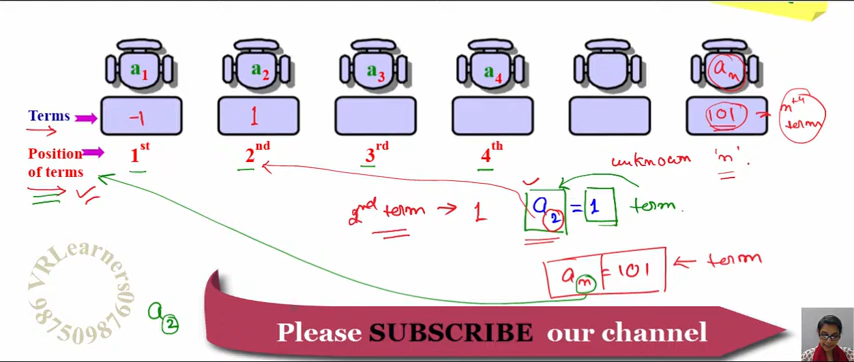 a1 a2 a3 a4 an
Terms -1 1 101 = nth term
Position of terms 1st 2nd 3rd 4th
unknown 'n'.
2nd term → 1 a2 = 1 term.
an = 101 ← term
VRLearners
9875098760
a2
Please SUBSCRIBE our channel